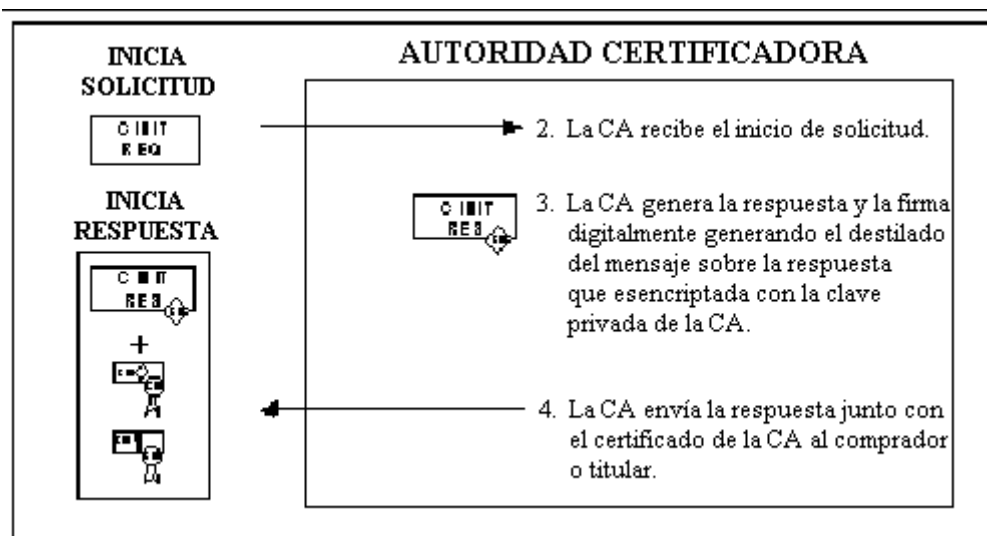 INICIA
SOLICITUD
C INIT
REQ
INICIA
RESPUESTA
C INIT
RES
+
AUTORIDAD CERTIFICADORA
2. La CA recibe el inicio de solicitud.
C INIT
RES
3. La CA genera la respuesta y la firma
digitalmente generando el destilado
del mensaje sobre la respuesta
que esencriptada con la clave
privada de la CA.
4. La CA envía la respuesta junto con
el certificado de la CA al comprador
o titular.